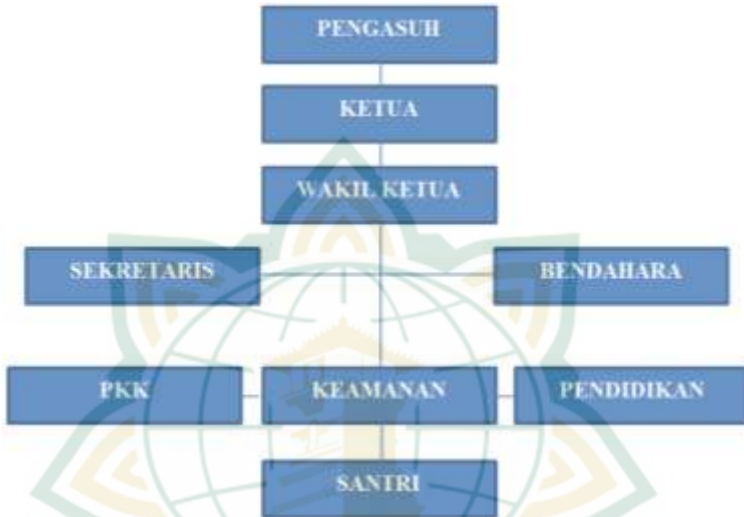 PENGASUH
KETUA
WAKIL KETUA
SEKRETARIS
BENDAHARA
PKK
KEAMANAN
PENDIDIKAN
SANTRI